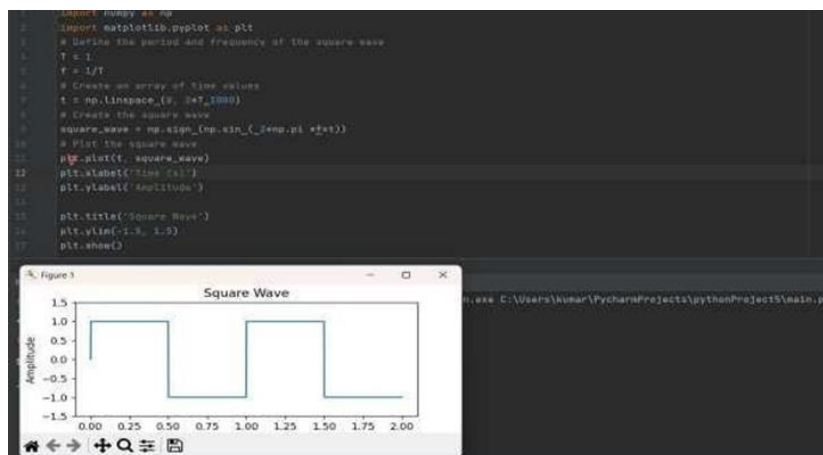 import numpy as np
import matplotlib.pyplot as plt
# Define the period and frequency of the square wave
T = 1
f = 1/T
# Create an array of time values
t = np.linspace_(0, 2*T,1000)
# Create the square wave
square_wave = np.sign_(np.sin_(_2*np.pi *f*t))
# Plot the square wave
plt.plot(t, square_wave)
12 plt.xlabel('Time (s)')
plt.ylabel('Amplitude')
plt.title('Square Wave')
plt.ylim(-1.5, 1.5)
plt.show()
Figure 1
n.exe C:\Users\kumar\PycharmProjects\pythonProject5\main.p
Square Wave
Amplitude
1.5
1.0
0.5
0.0
−0.5
−1.0
−1.5
0.00 0.25 0.50 0.75 1.00 1.25 1.50 1.75 2.00